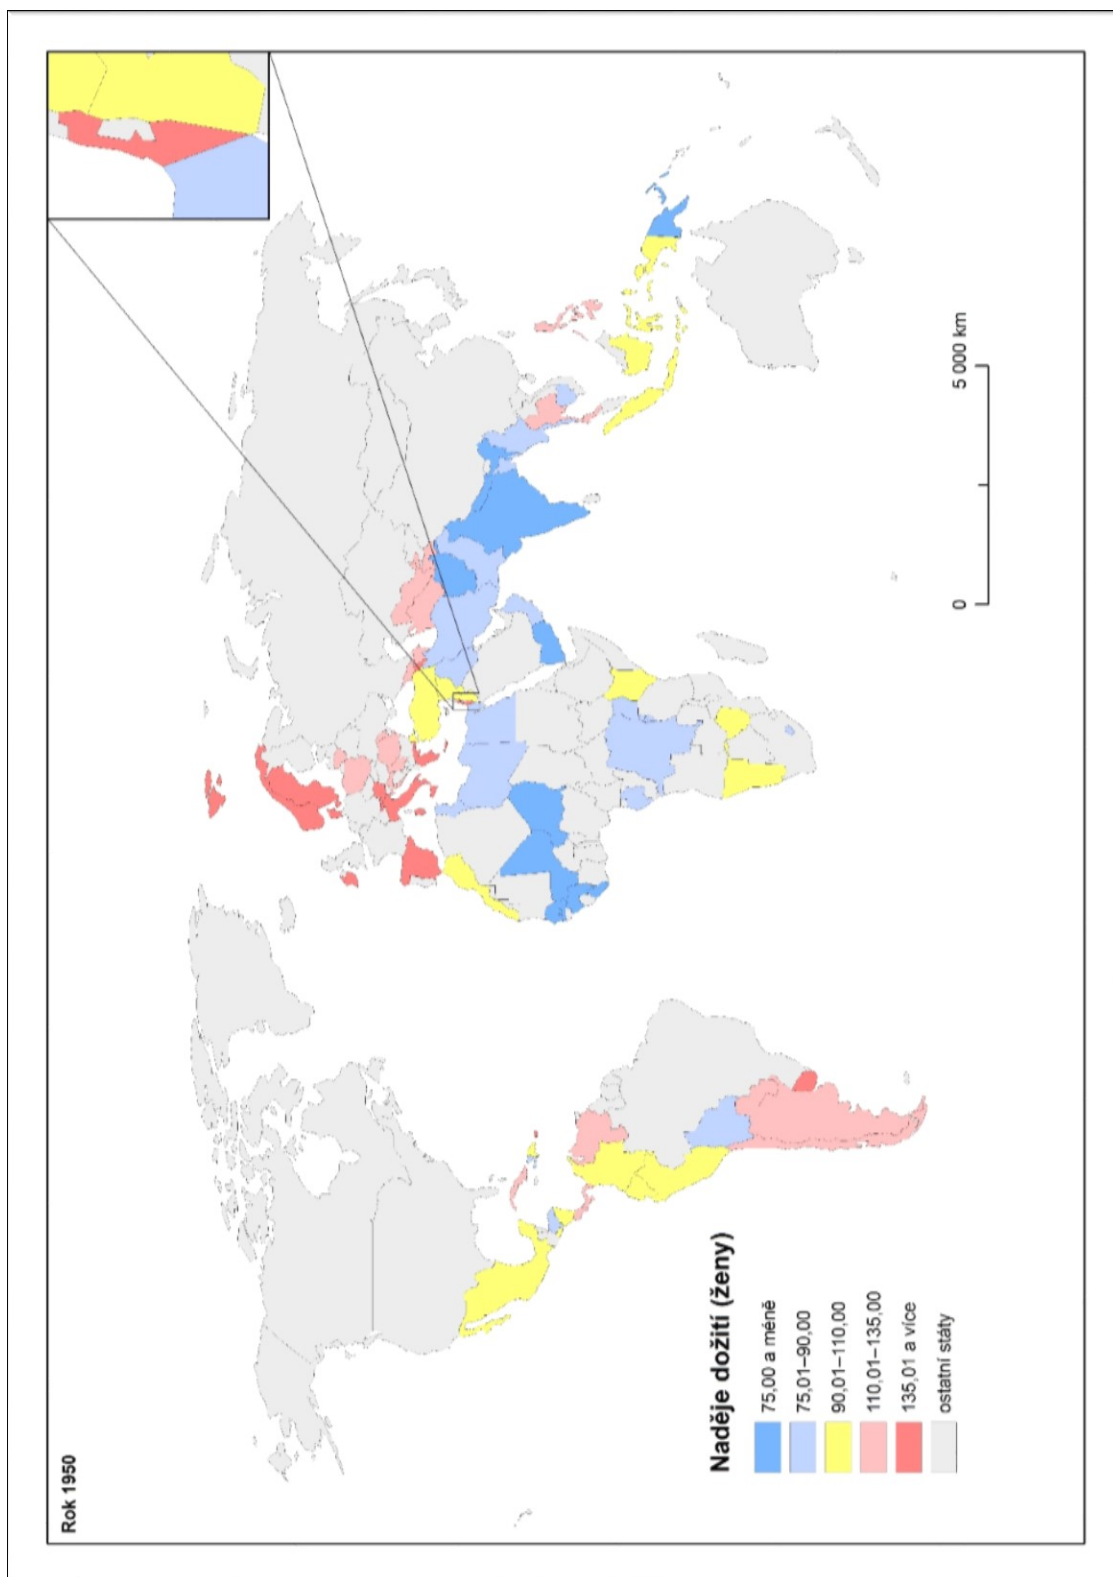 Rok 1950
Naděje dožití (ženy)
75,00 a méně
75,01–90,00
90,01–110,00
110,01–135,00
135,01 a více
ostatní státy
0
5 000 km